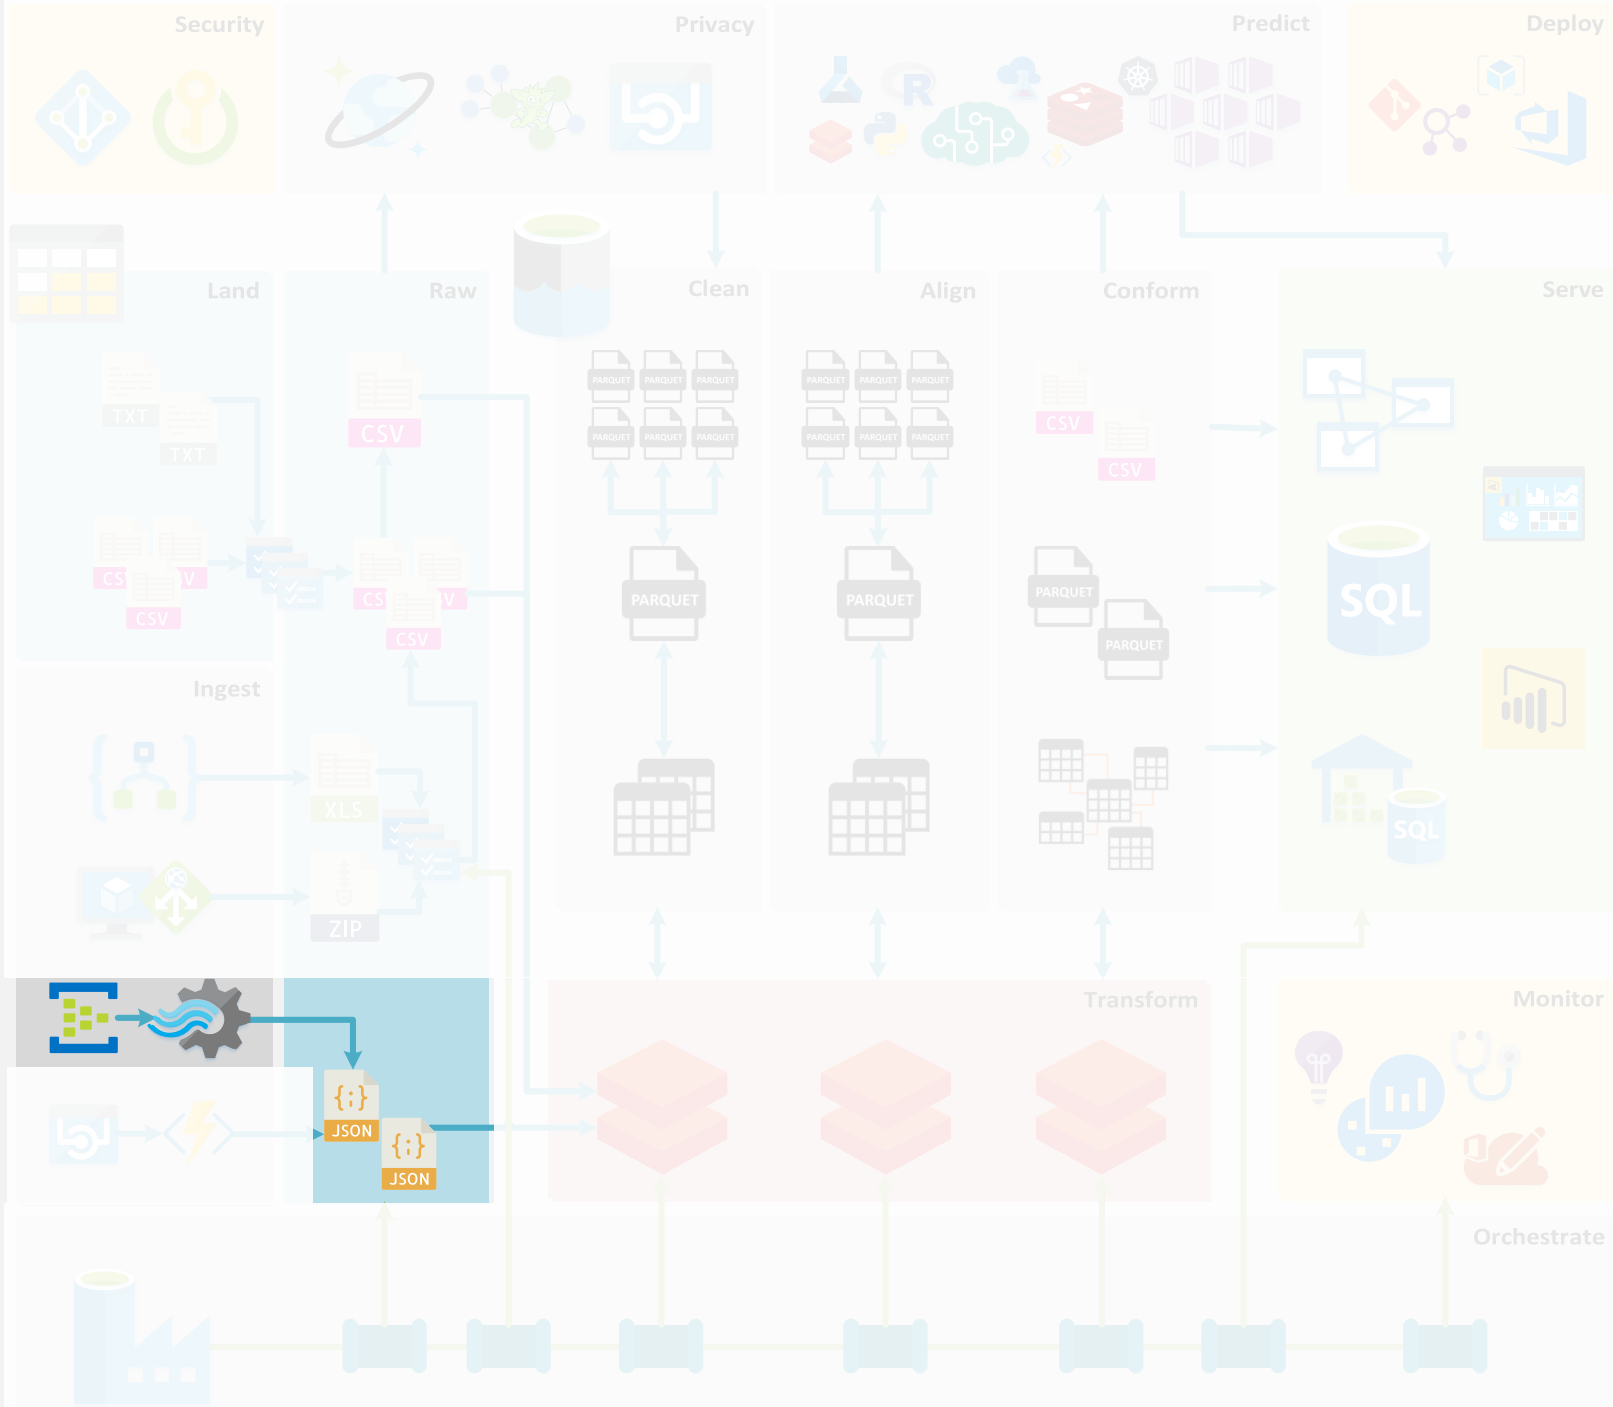 Security
Privacy
Predict
Deploy
R
Land
Raw
Clean
Align
Conform
Serve
TXT
TXT
CSV
PARQUET
PARQUET
PARQUET
PARQUET
PARQUET
PARQUET
PARQUET
PARQUET
PARQUET
PARQUET
PARQUET
PARQUET
CSV
CSV
CS
V
CSV
CS
V
CSV
PARQUET
PARQUET
PARQUET
PARQUET
SQL
Ingest
XLS
ZIP
SQL
{;}
JSON
{;}
JSON
Transform
Monitor
Orchestrate